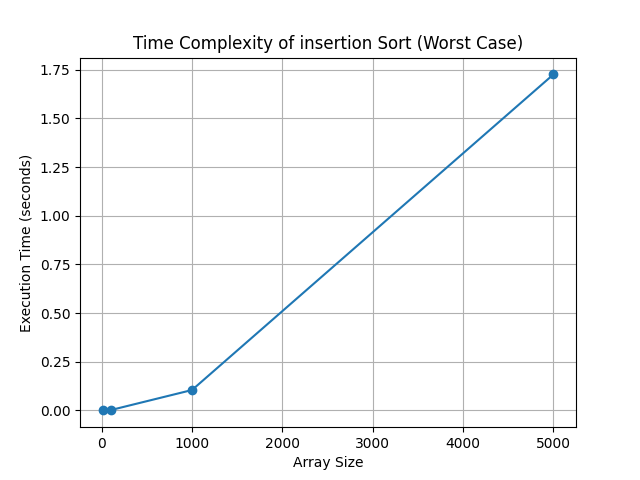 Time Complexity of insertion Sort (Worst Case)
1.75
1.50
1.25
1.00
0.75
0.50
0.25
0.00
Execution Time (seconds)
0 1000 2000 3000 4000 5000
Array Size